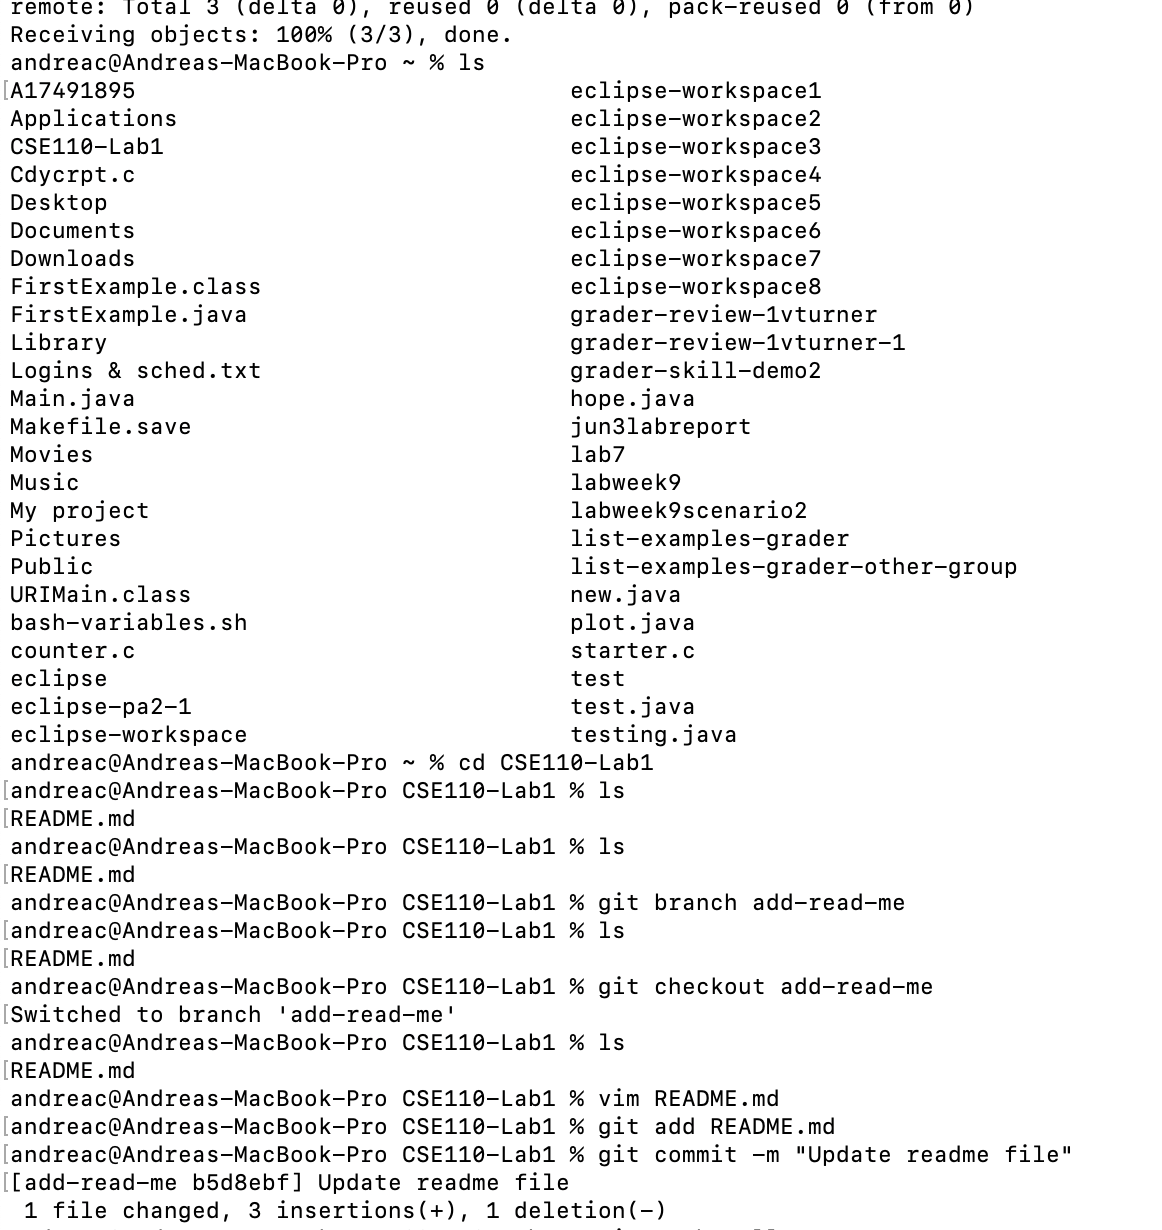 remote: Total 3 (delta 0), reused 0 (delta 0), pack-reused 0 (from 0)
Receiving objects: 100% (3/3), done.
andreac@Andreas-MacBook-Pro ~ % ls
[A17491895 eclipse-workspace1
Applications eclipse-workspace2
CSE110-Lab1 eclipse-workspace3
Cdycrpt.c eclipse-workspace4
Desktop eclipse-workspace5
Documents eclipse-workspace6
Downloads eclipse-workspace7
FirstExample.class eclipse-workspace8
FirstExample.java grader-review-1vturner
Library grader-review-1vturner-1
Logins & sched.txt grader-skill-demo2
Main.java hope.java
Makefile.save jun3labreport
Movies lab7
Music labweek9
My project labweek9scenario2
Pictures list-examples-grader
Public list-examples-grader-other-group
URIMain.class new.java
bash-variables.sh plot.java
counter.c starter.c
eclipse test
eclipse-pa2-1 test.java
eclipse-workspace testing.java
andreac@Andreas-MacBook-Pro ~ % cd CSE110-Lab1
[andreac@Andreas-MacBook-Pro CSE110-Lab1 % ls
[README.md
andreac@Andreas-MacBook-Pro CSE110-Lab1 % ls
[README.md
andreac@Andreas-MacBook-Pro CSE110-Lab1 % git branch add-read-me
[andreac@Andreas-MacBook-Pro CSE110-Lab1 % ls
[README.md
andreac@Andreas-MacBook-Pro CSE110-Lab1 % git checkout add-read-me
[Switched to branch 'add-read-me'
andreac@Andreas-MacBook-Pro CSE110-Lab1 % ls
[README.md
andreac@Andreas-MacBook-Pro CSE110-Lab1 % vim README.md
[andreac@Andreas-MacBook-Pro CSE110-Lab1 % git add README.md
[andreac@Andreas-MacBook-Pro CSE110-Lab1 % git commit -m "Update readme file"
[[add-read-me b5d8ebf] Update readme file
1 file changed, 3 insertions(+), 1 deletion(-)